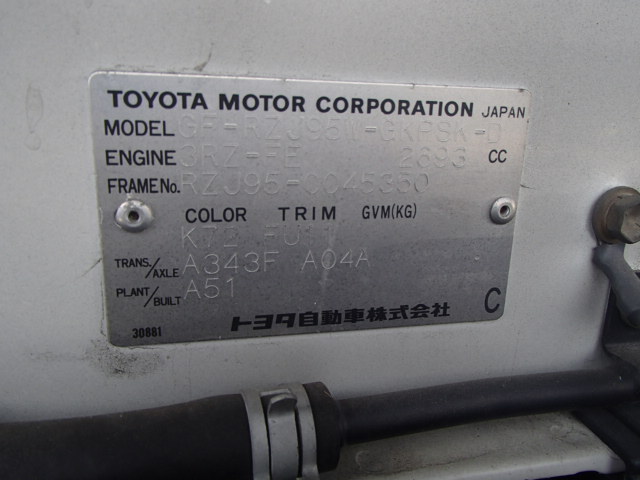 TOYOTA MOTOR CORPORATION JAPAN
MODEL GF-RZJ95W-GKPSK-
ENGINE 3RZ-FE 2693 CC
FRAME No. RZJ95-0045350
COLOR TRIM GVM(KG)
K72
TRANS./AXLE A343F A04A
PLANT/BUILT A51
トヨタ自動車株式会社 C
30881